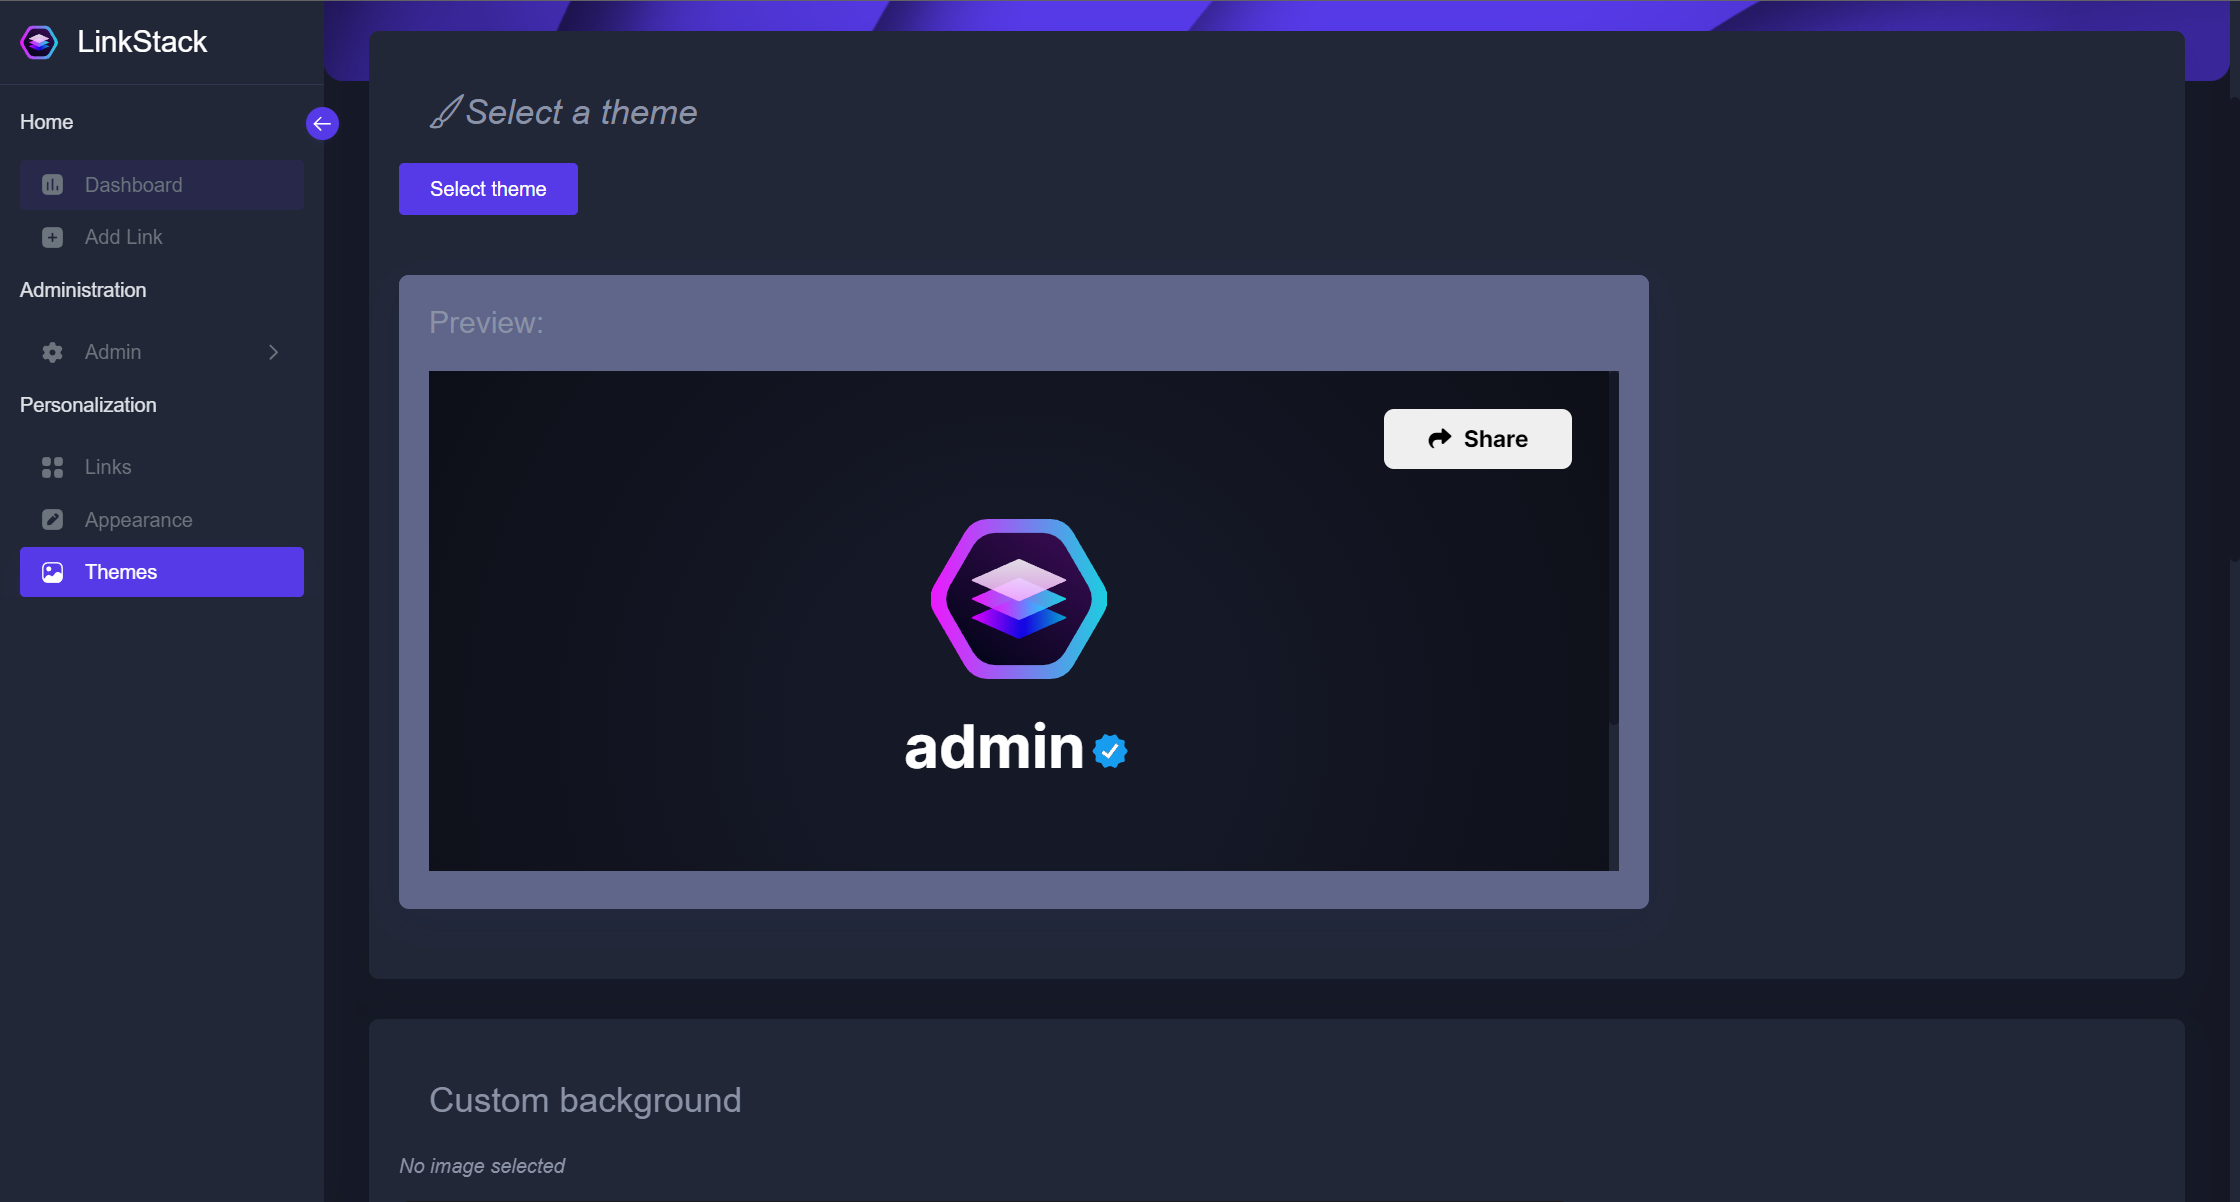 LinkStack
Home
Dashboard
Add Link
Administration
Admin
Personalization
Links
Appearance
Themes
Select a theme
Select theme
Preview:
Share
admin
Custom background
No image selected